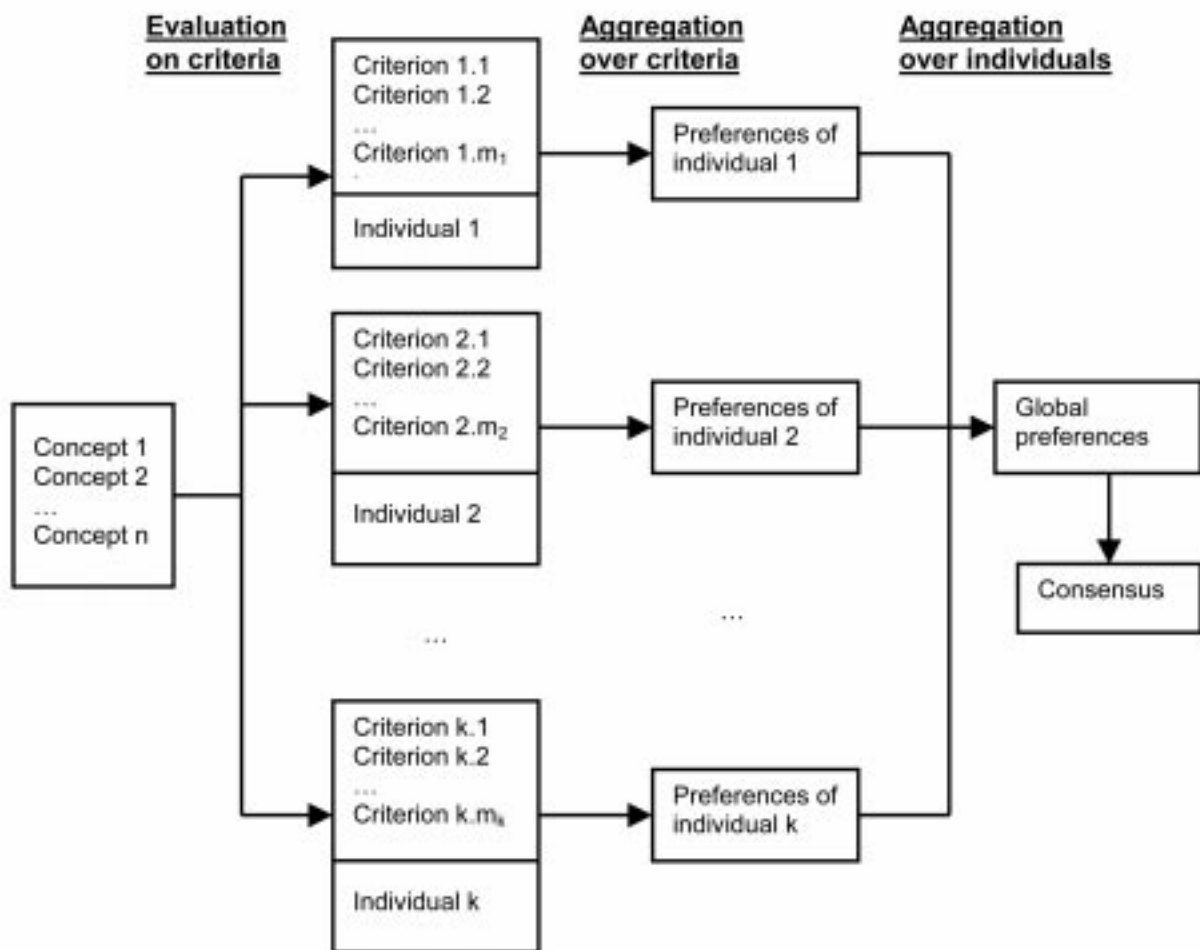 Evaluation
on criteria
Aggregation
over criteria
Aggregation
over individuals
Concept 1
Concept 2
...
Concept n
Criterion 1.1
Criterion 1.2
...
Criterion 1.m₁
.
Individual 1
Preferences of
individual 1
Criterion 2.1
Criterion 2.2
...
Criterion 2.m₂
Individual 2
Preferences of
individual 2
...
...
Criterion k.1
Criterion k.2
...
Criterion k.mₖ
Individual k
Preferences of
individual k
Global
preferences
Consensus